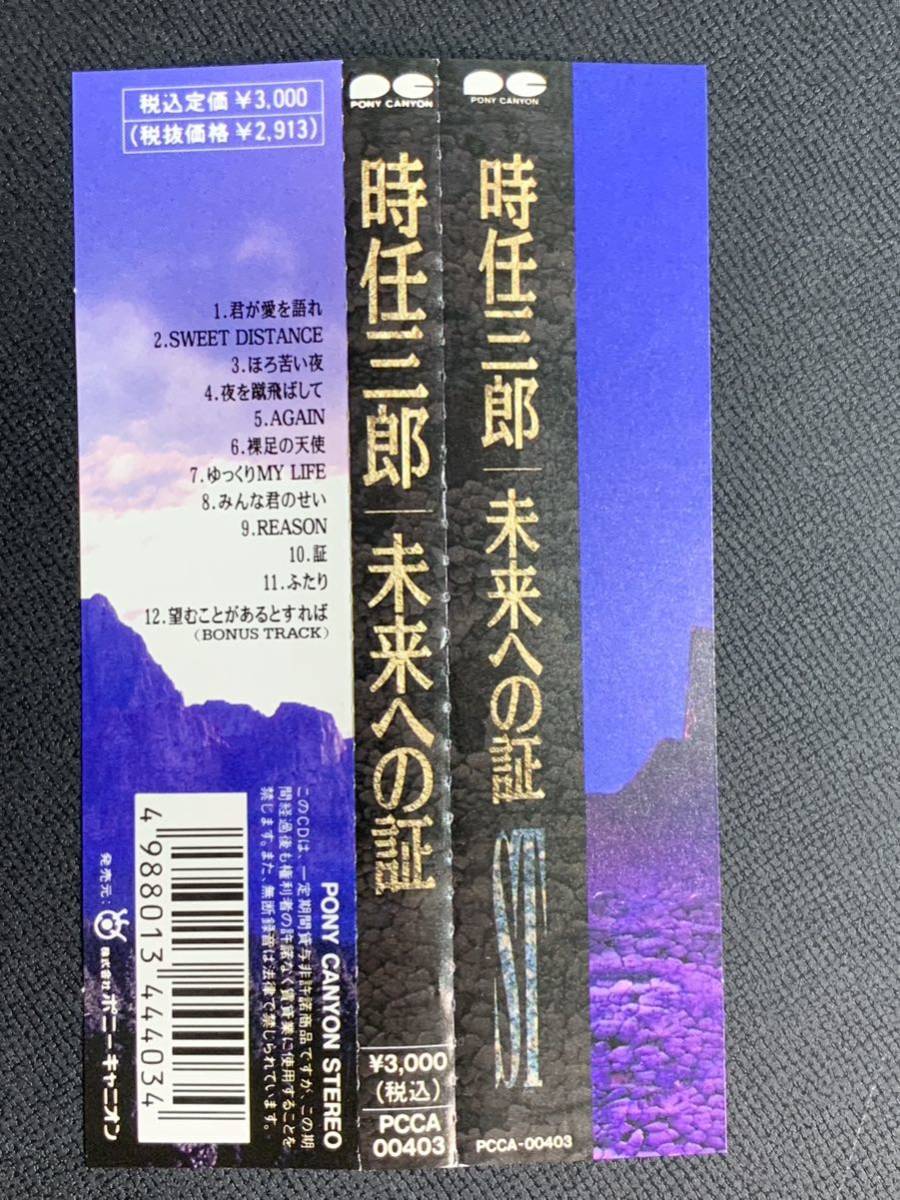 税込定価 ¥3,000
(税抜価格 ¥2,913)
1.君が愛を語れ
2.SWEET DISTANCE
3.ほろ苦い夜
4.夜を蹴飛ばして
5.AGAIN
6.裸足の天使
7.ゆっくりMY LIFE
8.みんな君のせい
9.REASON
10.証
11.ふたり
12.望むことがあるとすれば
(BONUS TRACK)
PONY CANYON STEREO
このCDは、一定期間貸与非許諾商品ですが、この期
間経過後も権利者の許諾なく賃貸業に使用することを
禁じます。また、無断録音は法律で禁じられています。
4988013444034
発売元: 株式会社 ポニーキャニオン
PONY CANYON
時任三郎 | 未来への証
¥3,000
(税込)
PCCA
00403
PONY CANYON
時任三郎 | 未来への証
ST
PCCA-00403